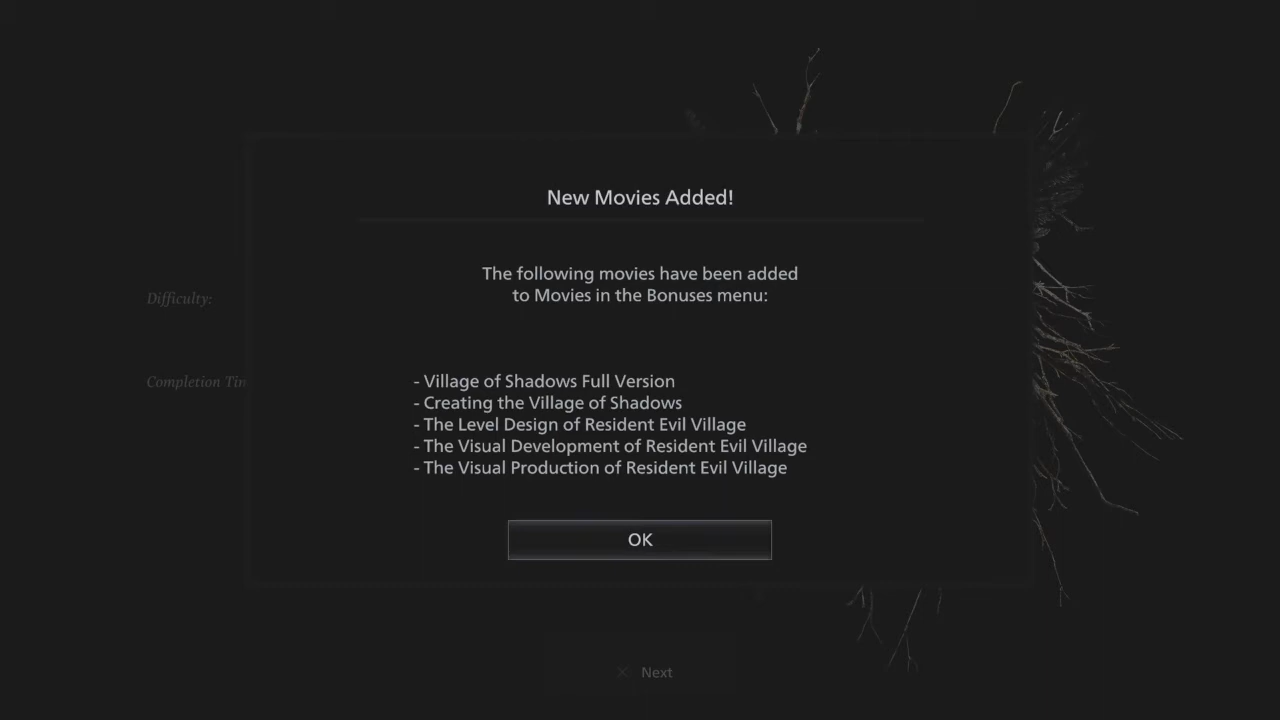 New Movies Added!
The following movies have been added
to Movies in the Bonuses menu:
Difficulty:
Completion Tim
- Village of Shadows Full Version
- Creating the Village of Shadows
- The Level Design of Resident Evil Village
- The Visual Development of Resident Evil Village
- The Visual Production of Resident Evil Village
OK
Next